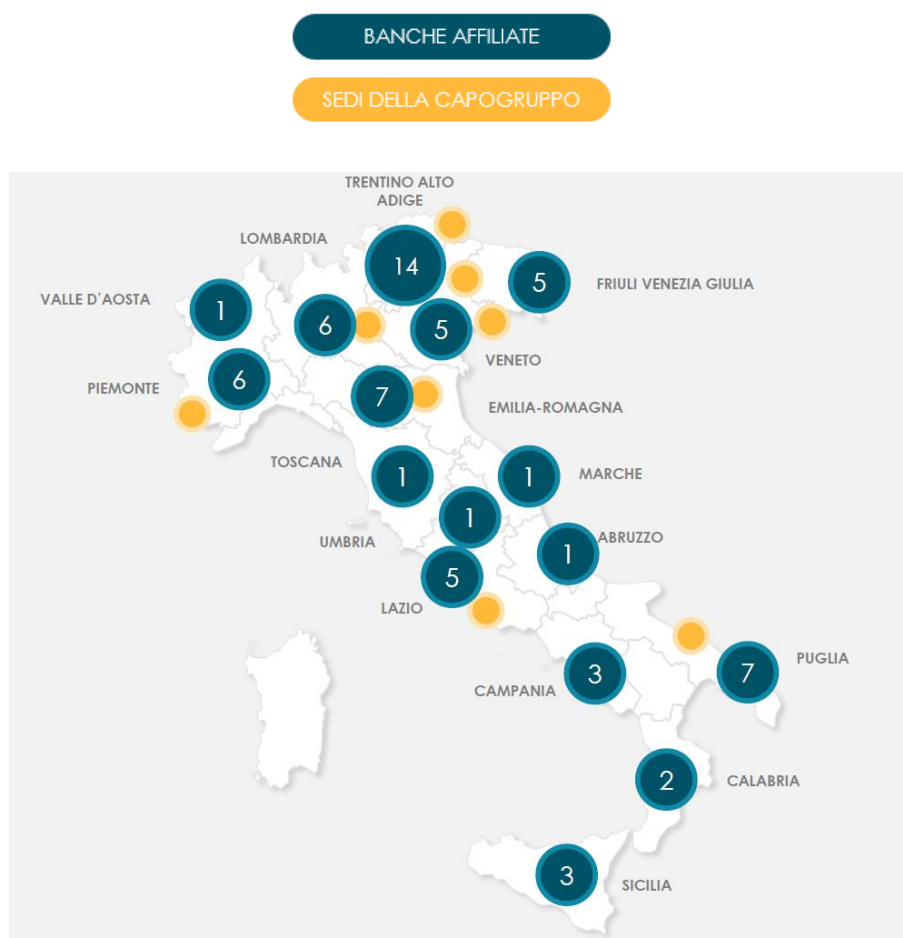 BANCHE AFFILIATE
SEDI DELLA CAPOGRUPPO
TRENTINO ALTO
ADIGE
LOMBARDIA
14
5
FRIULI VENEZIA GIULIA
VALLE D'AOSTA
1
6
5
VENETO
PIEMONTE
6
7
EMILIA-ROMAGNA
TOSCANA
1
1
MARCHE
UMBRIA
1
1
ABRUZZO
LAZIO
5
CAMPANIA
3
7
PUGLIA
2
CALABRIA
3
SICILIA